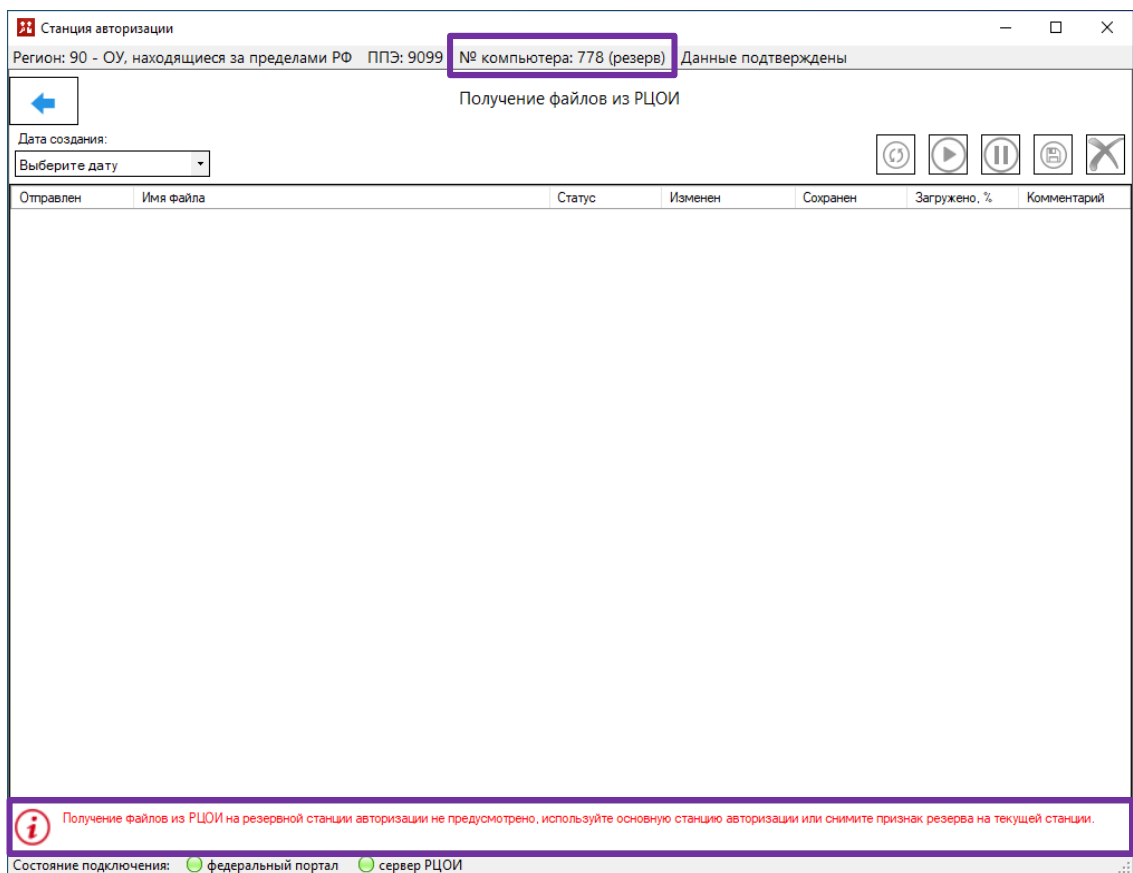 Станция авторизации
Регион: 90 - ОУ, находящиеся за пределами РФ ППЭ: 9099 № компьютера: 778 (резерв) Данные подтверждены
Получение файлов из РЦОИ
Дата создания:
Выберите дату
Отправлен Имя файла Статус Изменен Сохранен Загружено, % Комментарий
Получение файлов из РЦОИ на резервной станции авторизации не предусмотрено, используйте основную станцию авторизации или снимите признак резерва на текущей станции.
Состояние подключения: федеральный портал сервер РЦОИ